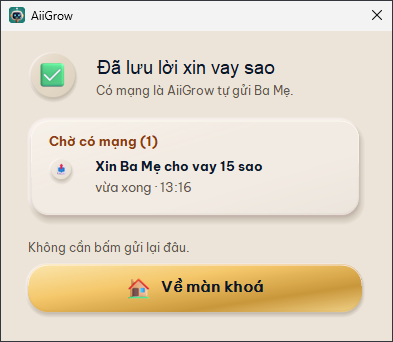 AiiGrow
Đã lưu lời xin vay sao
Có mạng là AiiGrow tự gửi Ba Mẹ.
Chờ có mạng (1)
Xin Ba Mẹ cho vay 15 sao
vừa xong · 13:16
Không cần bấm gửi lại đâu.
Về màn khoá